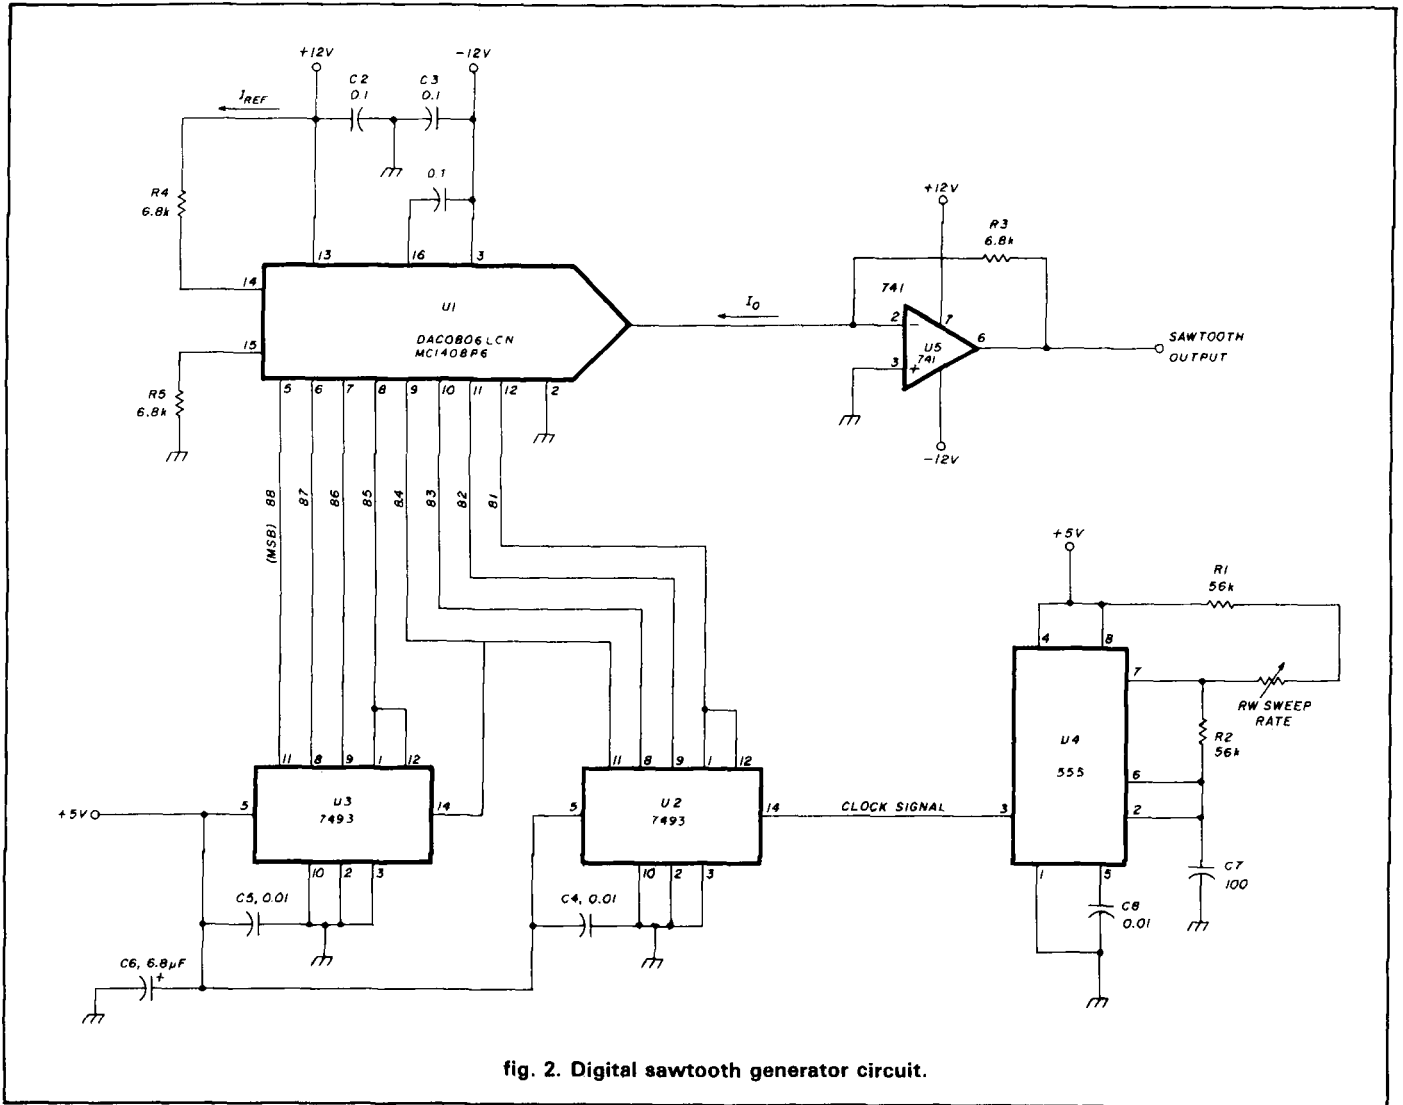 +12V
-12V
C2
0.1
C3
0.1
IREF
0.1
R4
6.8k
13
16
3
14
U1
DAC0806LCN
MC1408P6
15
R5
6.8k
5
6
7
8
9
10
11
12
2
IO
+12V
R3
6.8k
741
2
−
7
U5
741
6
3
+
-12V
SAWTOOTH
OUTPUT
(MSB) B8
B7
B6
B5
B4
B3
B2
B1
+5V
R1
56k
4
8
7
RW SWEEP
RATE
R2
56k
U4
555
6
2
3
1
5
C7
100
C8
0.01
11
8
9
1
12
+5V
5
U3
7493
14
10
2
3
C5, 0.01
C6, 6.8µF
+
11
8
9
1
12
5
U2
7493
14
CLOCK SIGNAL
10
2
3
C4, 0.01
fig. 2. Digital sawtooth generator circuit.